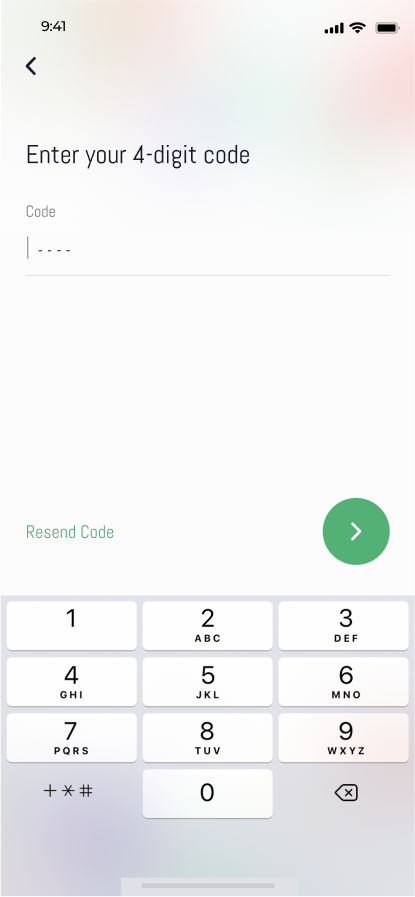 9:41
Enter your 4-digit code
Code
- - - -
Resend Code
1 2 3
ABC DEF
4 5 6
GHI JKL MNO
7 8 9
PQRS TUV WXYZ
+*# 0